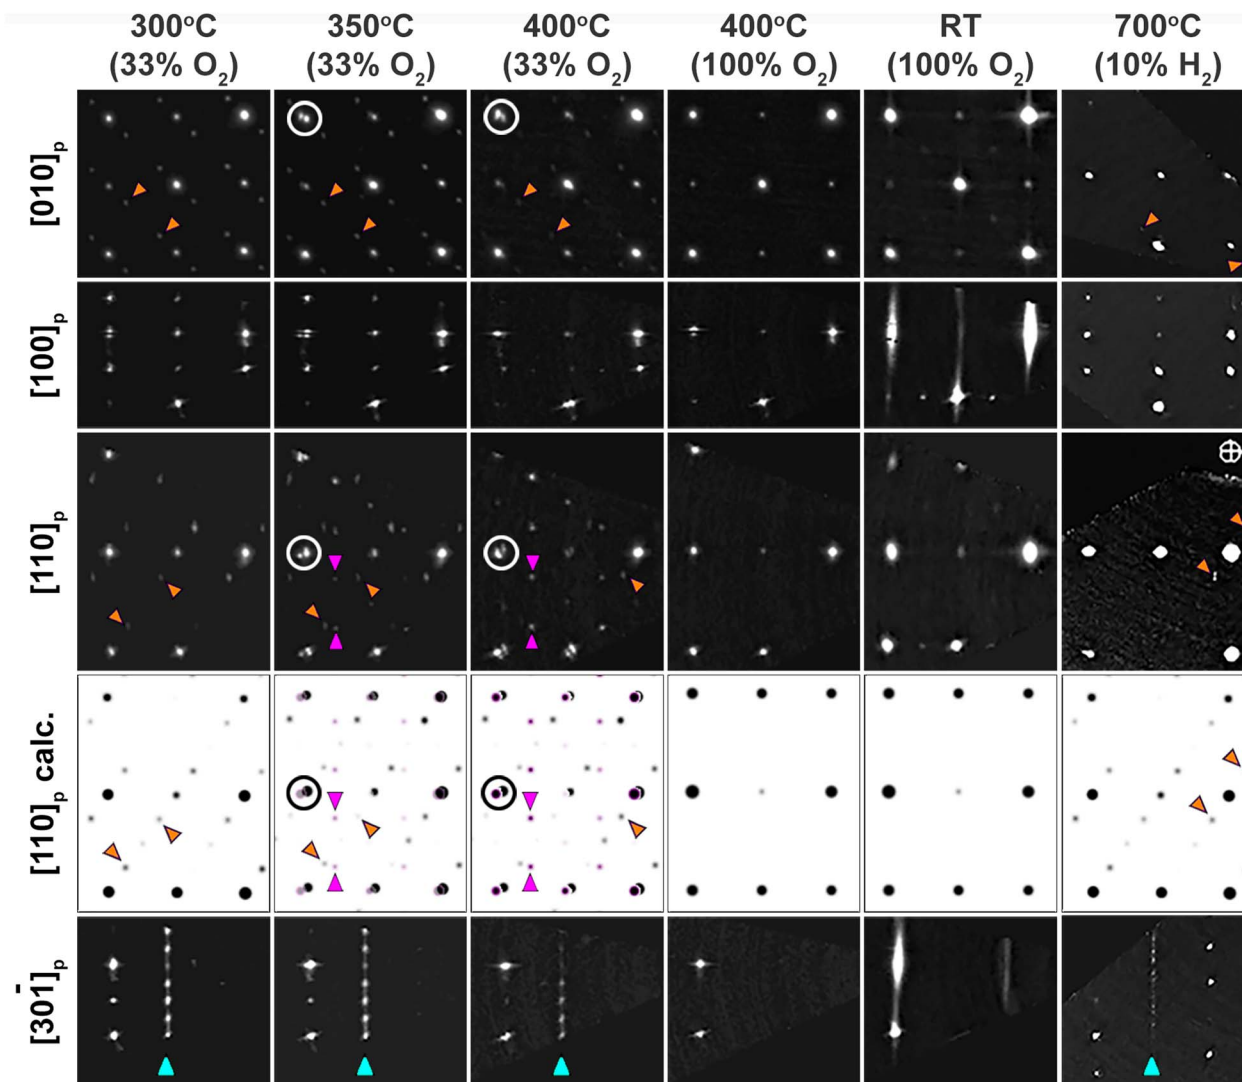 300°C 350°C 400°C 400°C RT 700°C
(33% O₂) (33% O₂) (33% O₂) (100% O₂) (100% O₂) (10% H₂)
[010]ₚ
[100]ₚ
[110]ₚ
[110]ₚ calc.
[301̄]ₚ